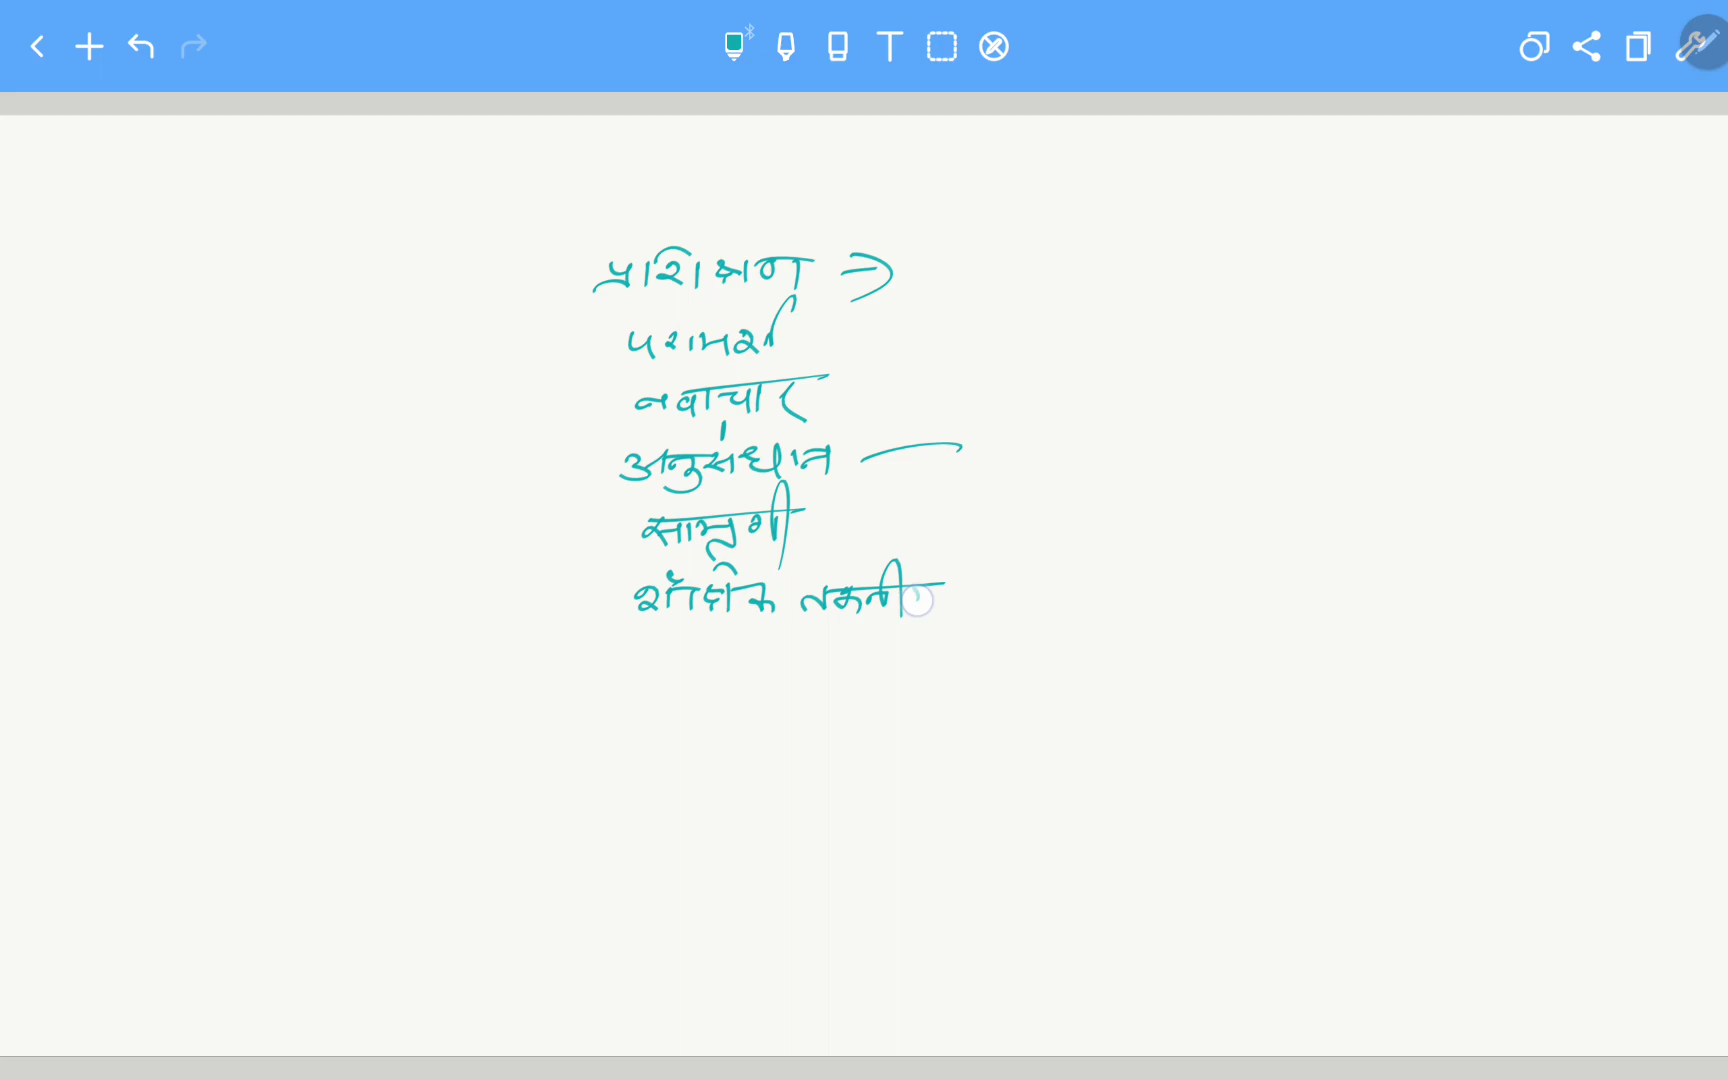 प्रशिक्षण ⇒
परामर्श
नवाचार
अनुसंधान —
सामग्री
शैक्षिक तकनी